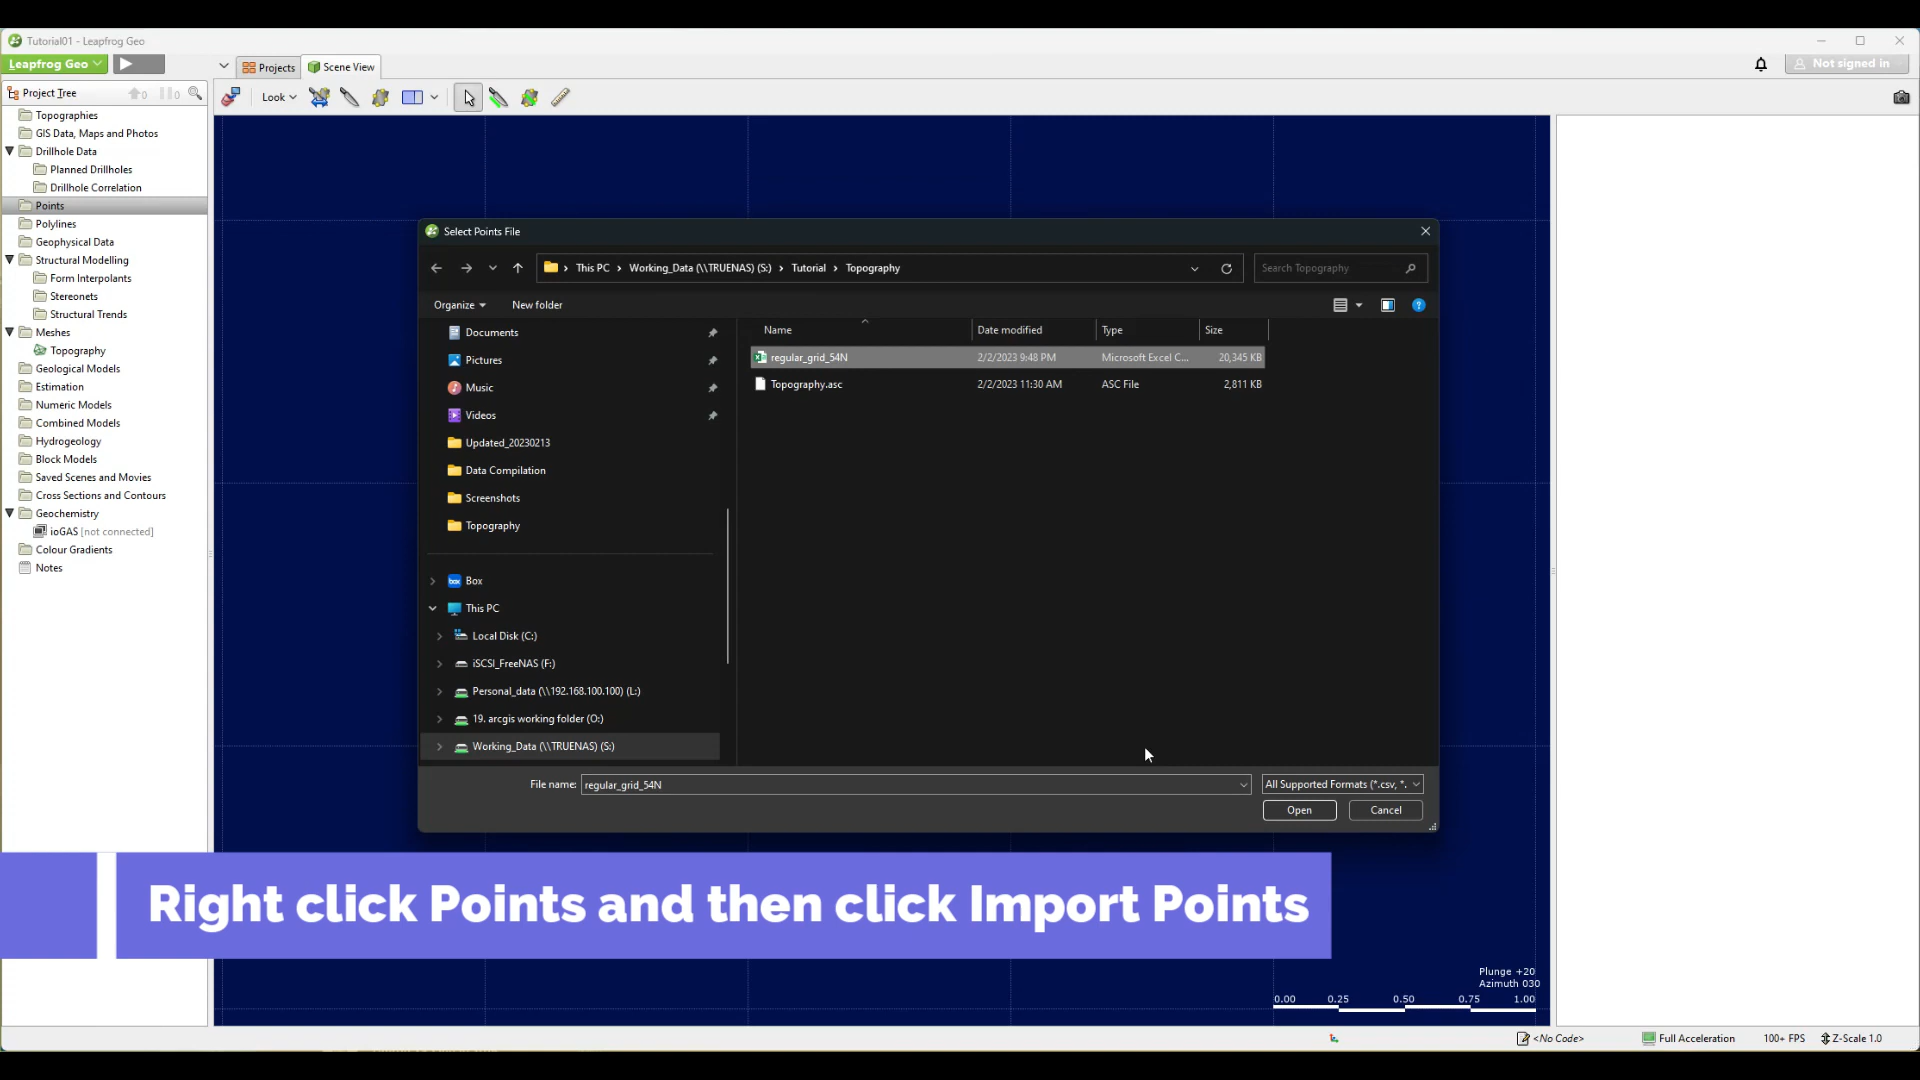 Tutorial01 - Leapfrog Geo
Leapfrog Geo
Projects
Scene View
Not signed in
Project Tree
0
0
Look
Topographies
GIS Data, Maps and Photos
Drillhole Data
Planned Drillholes
Drillhole Correlation
Points
Polylines
Geophysical Data
Structural Modelling
Form Interpolants
Stereonets
Structural Trends
Meshes
Topography
Geological Models
Estimation
Numeric Models
Combined Models
Hydrogeology
Block Models
Saved Scenes and Movies
Cross Sections and Contours
Geochemistry
ioGAS [not connected]
Colour Gradients
Notes
Select Points File
This PC > Working_Data (\\TRUENAS) (S:) > Tutorial > Topography
Search Topography
Organize
New folder
Documents
Pictures
Music
Videos
Updated_20230213
Data Compilation
Screenshots
Topography
Box
This PC
Local Disk (C:)
iSCSI_FreeNAS (F:)
Personal_data (\\192.168.100.100) (L:)
19. arcgis working folder (O:)
Working_Data (\\TRUENAS) (S:)
Name Date modified Type Size
regular_grid_54N 2/2/2023 9:48 PM Microsoft Excel C... 20,345 KB
Topography.asc 2/2/2023 11:30 AM ASC File 2,811 KB
File name: regular_grid_54N
All Supported Formats (*.csv, *.
Open
Cancel
Right click Points and then click Import Points
Plunge +20
Azimuth 030
0.00 0.25 0.50 0.75 1.00
<No Code>
Full Acceleration
100+ FPS
Z-Scale 1.0